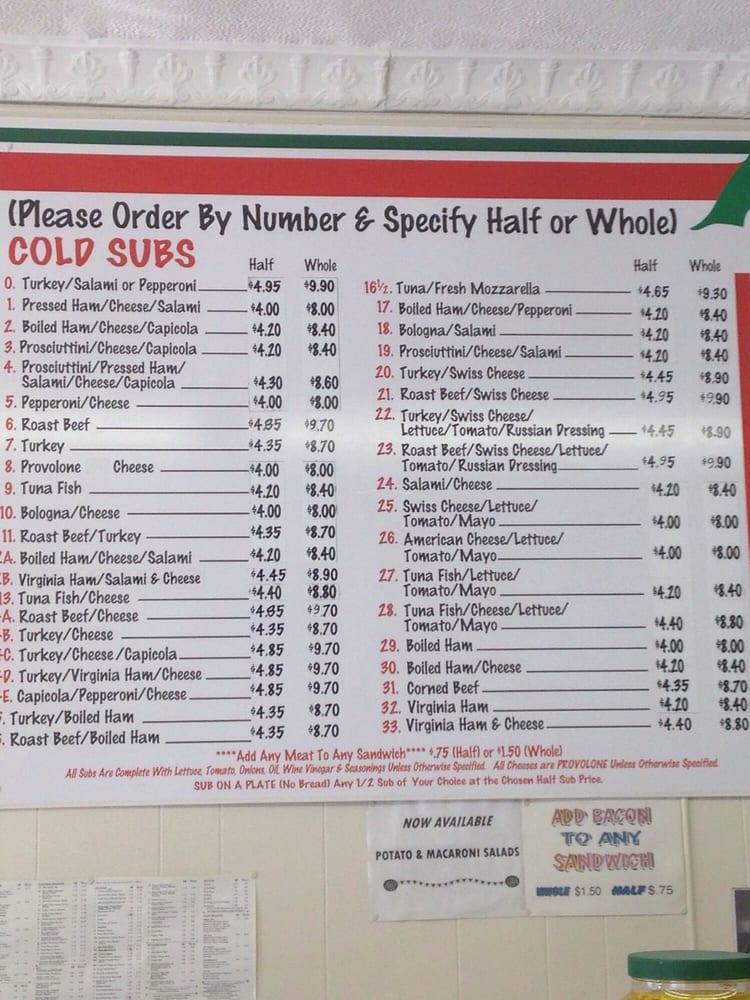 (Please Order By Number & Specify Half or Whole)
COLD SUBS
Half Whole
0. Turkey/Salami or Pepperoni $4.95 $9.90
1. Pressed Ham/Cheese/Salami $4.00 $8.00
2. Boiled Ham/Cheese/Capicola $4.20 $8.40
3. Prosciuttini/Cheese/Capicola $4.20 $8.40
4. Prosciuttini/Pressed Ham/
Salami/Cheese/Capicola $4.30 $8.60
5. Pepperoni/Cheese $4.00 $8.00
6. Roast Beef $4.85 $9.70
7. Turkey $4.35 $8.70
8. Provolone Cheese $4.00 $8.00
9. Tuna Fish $4.20 $8.40
10. Bologna/Cheese $4.00 $8.00
11. Roast Beef/Turkey $4.35 $8.70
A. Boiled Ham/Cheese/Salami $4.20 $8.40
B. Virginia Ham/Salami & Cheese $4.45 $8.90
13. Tuna Fish/Cheese $4.40 $8.80
-A. Roast Beef/Cheese $4.85 $9.70
-B. Turkey/Cheese $4.35 $8.70
-C. Turkey/Cheese/Capicola $4.85 $9.70
-D. Turkey/Virginia Ham/Cheese $4.85 $9.70
-E. Capicola/Pepperoni/Cheese $4.85 $9.70
. Turkey/Boiled Ham $4.35 $8.70
. Roast Beef/Boiled Ham $4.35 $8.70
Half Whole
16½. Tuna/Fresh Mozzarella $4.65 $9.30
17. Boiled Ham/Cheese/Pepperoni $4.20 $8.40
18. Bologna/Salami $4.20 $8.40
19. Prosciuttini/Cheese/Salami $4.20 $8.40
20. Turkey/Swiss Cheese $4.45 $8.90
21. Roast Beef/Swiss Cheese $4.95 $9.90
22. Turkey/Swiss Cheese/
Lettuce/Tomato/Russian Dressing $4.45 $8.90
23. Roast Beef/Swiss Cheese/Lettuce/
Tomato/Russian Dressing $4.95 $9.90
24. Salami/Cheese $4.20 $8.40
25. Swiss Cheese/Lettuce/
Tomato/Mayo $4.00 $8.00
26. American Cheese/Lettuce/
Tomato/Mayo $4.00 $8.00
27. Tuna Fish/Lettuce/
Tomato/Mayo $4.20 $8.40
28. Tuna Fish/Cheese/Lettuce/
Tomato/Mayo $4.40 $8.80
29. Boiled Ham $4.00 $8.00
30. Boiled Ham/Cheese $4.20 $8.40
31. Corned Beef $4.35 $8.70
32. Virginia Ham $4.20 $8.40
33. Virginia Ham & Cheese $4.40 $8.80
****Add Any Meat To Any Sandwich**** $.75 (Half) or $1.50 (Whole)
All Subs Are Complete With Lettuce, Tomato, Onions, Oil, Wine Vinegar & Seasonings Unless Otherwise Specified. All Cheeses are PROVOLONE Unless Otherwise Specified.
SUB ON A PLATE (No Bread) Any 1/2 Sub of Your Choice at the Chosen Half Sub Price.
NOW AVAILABLE
POTATO & MACARONI SALADS
ADD BACON
TO ANY
SANDWICH
WHOLE $1.50 HALF $.75